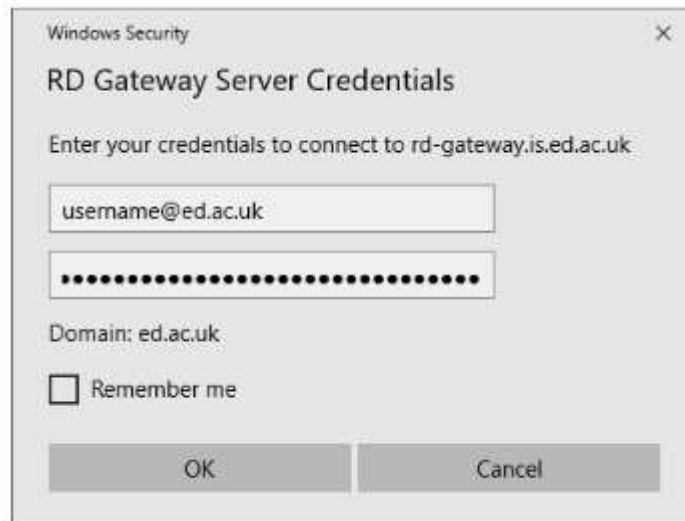 Windows Security
RD Gateway Server Credentials
Enter your credentials to connect to rd-gateway.is.ed.ac.uk
username@ed.ac.uk
Domain: ed.ac.uk
Remember me
OK Cancel